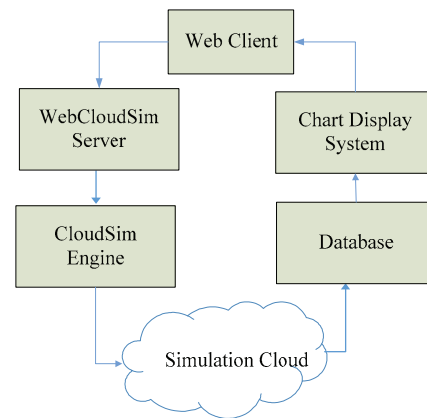 Web Client
WebCloudSim
Server
Chart Display
System
CloudSim
Engine
Database
Simulation Cloud